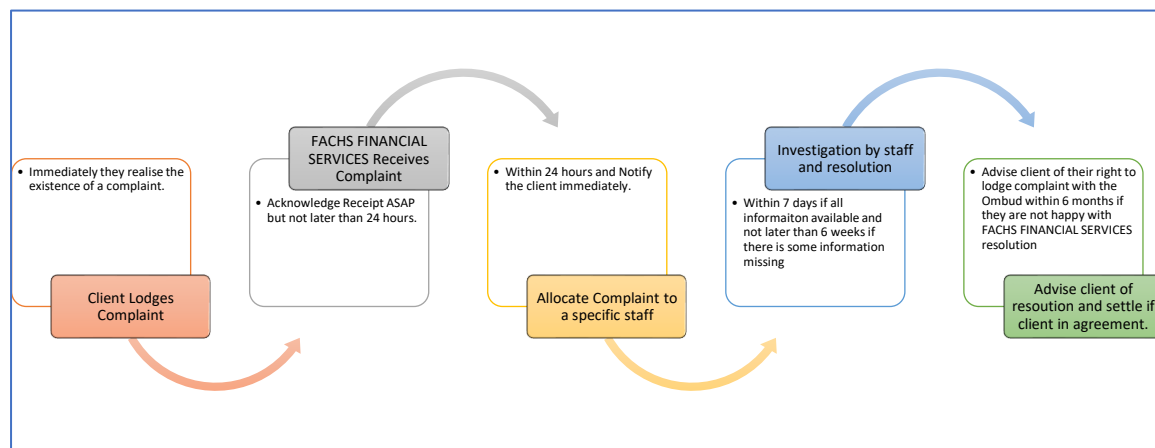 • Immediately they realise the
existence of a complaint.
Client Lodges
Complaint
FACHS FINANCIAL
SERVICES Receives
Complaint
• Acknowledge Receipt ASAP
but not later than 24 hours.
• Within 24 hours and Notify
the client immediately.
Allocate Complaint to
a specific staff
Investigation by staff
and resolution
• Within 7 days if all
informaiton available and
not later than 6 weeks if
there is some information
missing
• Advise client of their right to
lodge complaint with the
Ombud within 6 months if
they are not happy with
FACHS FINANCIAL SERVICES
resolution
Advise client of
resoution and settle if
client in agreement.